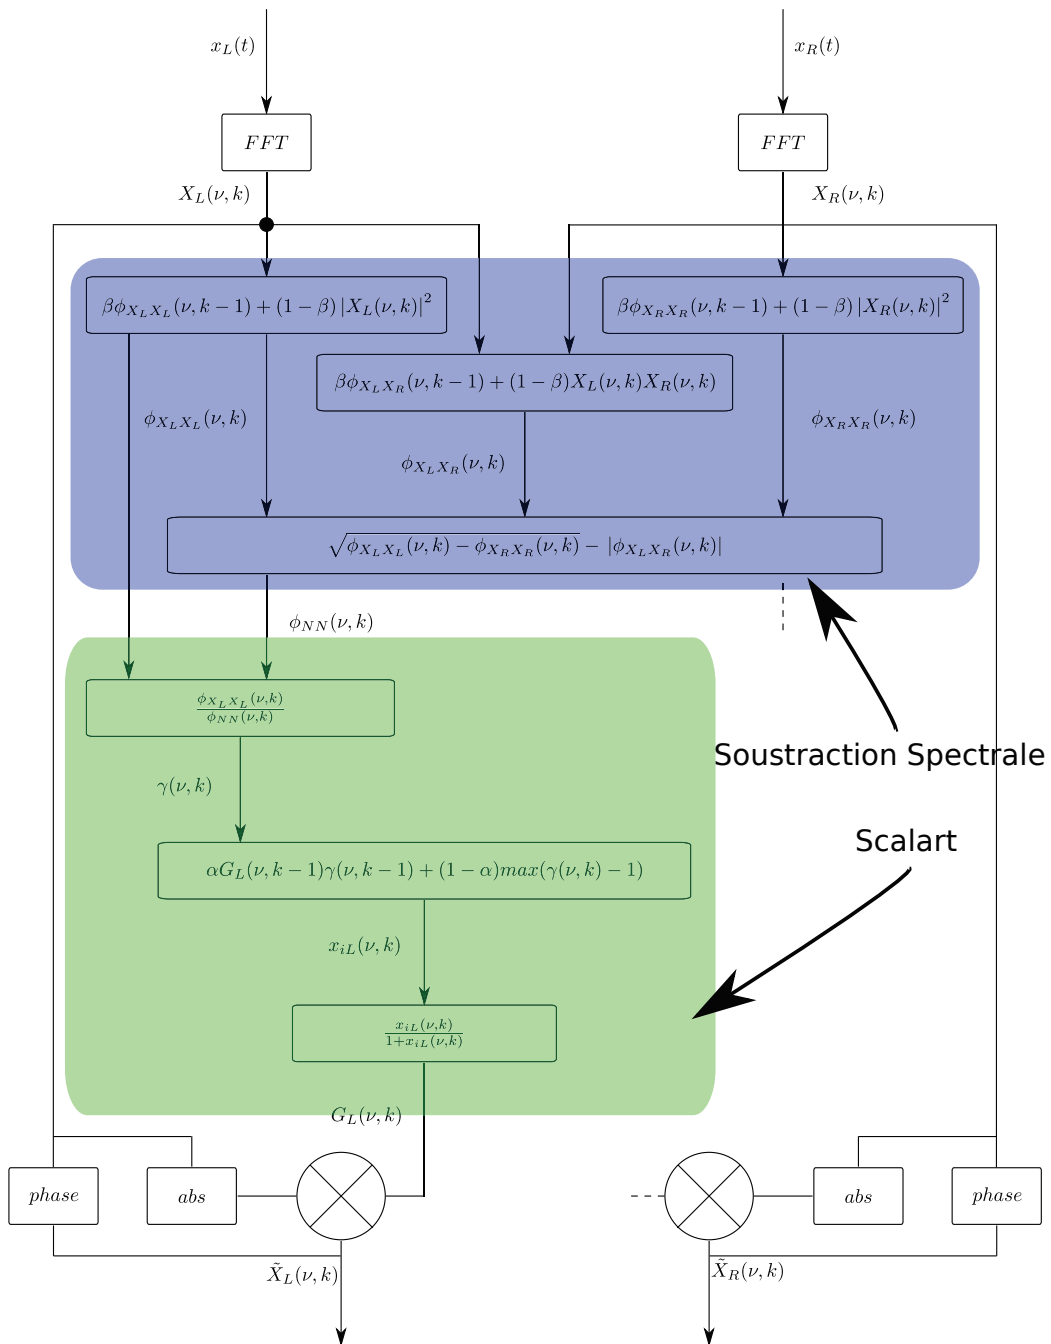 x_L(t)
x_R(t)
FFT
FFT
X_L(ν, k)
X_R(ν, k)
βϕ_{X_L X_L}(ν, k − 1) + (1 − β) |X_L(ν, k)|^2
βϕ_{X_R X_R}(ν, k − 1) + (1 − β) |X_R(ν, k)|^2
βϕ_{X_L X_R}(ν, k − 1) + (1 − β)X_L(ν, k)X_R(ν, k)
ϕ_{X_L X_L}(ν, k)
ϕ_{X_R X_R}(ν, k)
ϕ_{X_L X_R}(ν, k)
√(ϕ_{X_L X_L}(ν, k) − ϕ_{X_R X_R}(ν, k)) − |ϕ_{X_L X_R}(ν, k)|
ϕ_{NN}(ν, k)
ϕ_{X_L X_L}(ν,k)
ϕ_{NN}(ν,k)
Soustraction Spectrale
γ(ν, k)
Scalart
αG_L(ν, k − 1)γ(ν, k − 1) + (1 − α)max(γ(ν, k) − 1)
x_{iL}(ν, k)
x_{iL}(ν,k)
1+x_{iL}(ν,k)
G_L(ν, k)
phase
abs
abs
phase
X̃_L(ν, k)
X̃_R(ν, k)